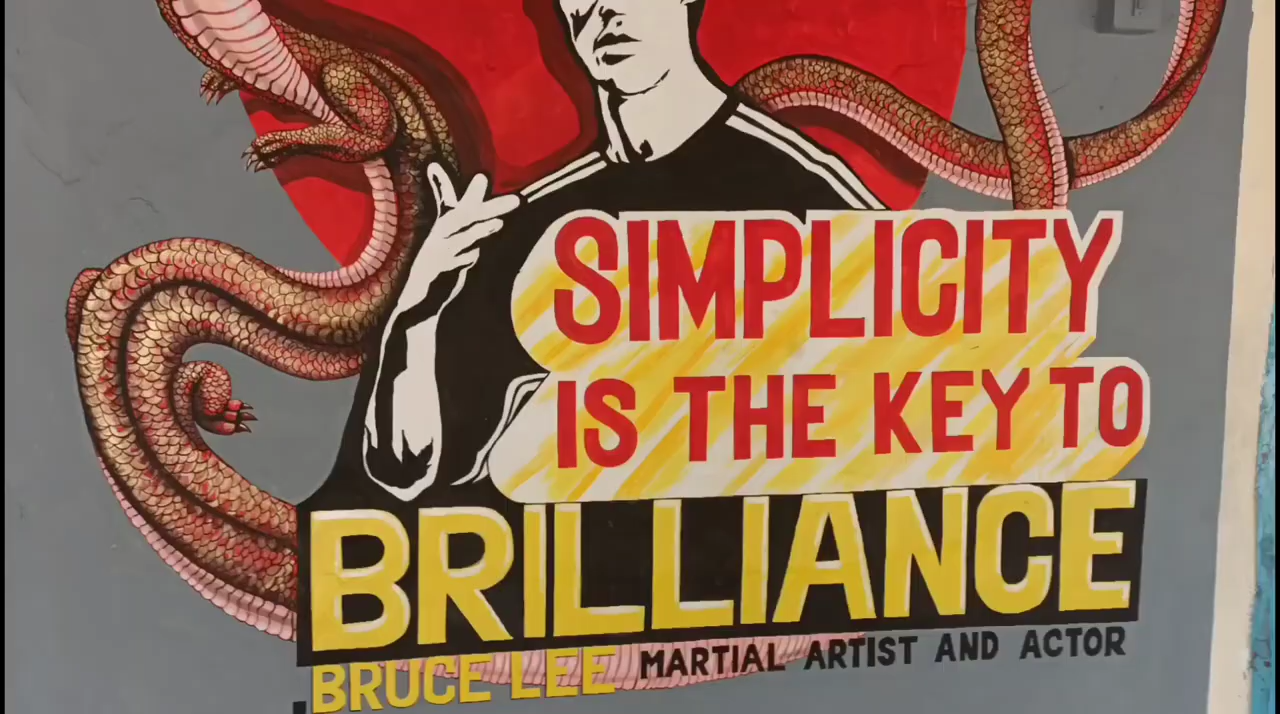 SIMPLICITY
IS THE KEY TO
BRILLIANCE
BRUCE LEE MARTIAL ARTIST AND ACTOR